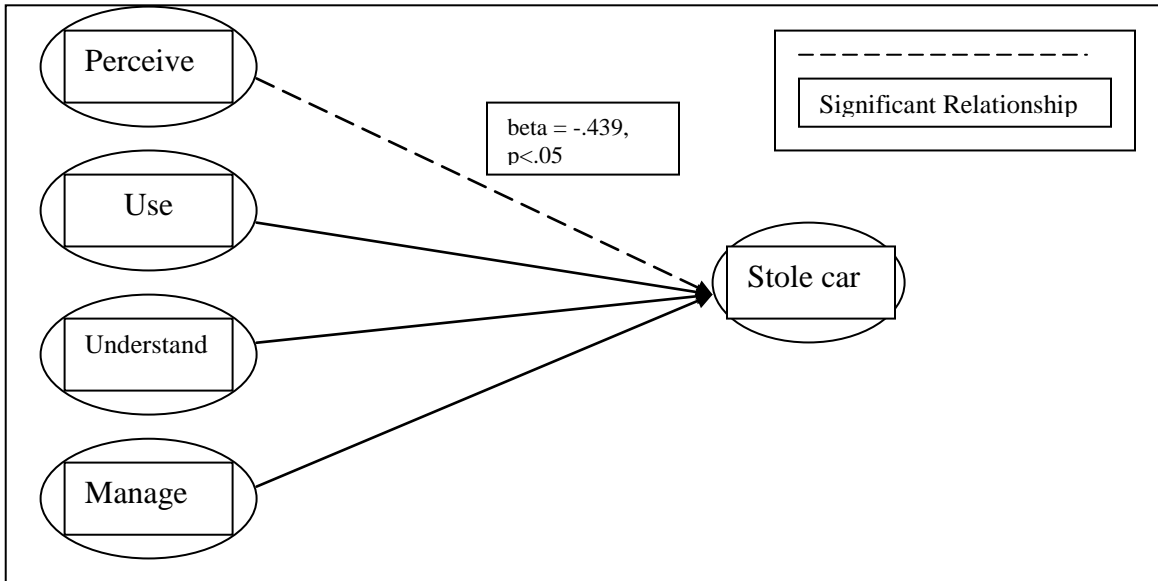 Perceive
beta = -.439,
p<.05
Significant Relationship
Use
Stole car
Understand
Manage